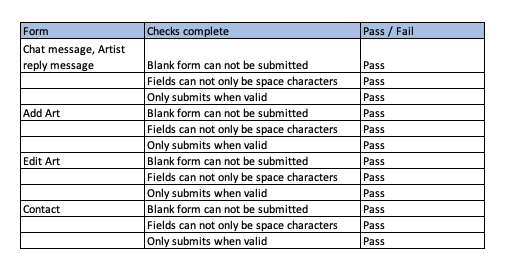 Form Checks complete Pass / Fail
Chat message, Artist
reply message Blank form can not be submitted Pass
Fields can not only be space characters Pass
Only submits when valid Pass
Add Art Blank form can not be submitted Pass
Fields can not only be space characters Pass
Only submits when valid Pass
Edit Art Blank form can not be submitted Pass
Fields can not only be space characters Pass
Only submits when valid Pass
Contact Blank form can not be submitted Pass
Fields can not only be space characters Pass
Only submits when valid Pass